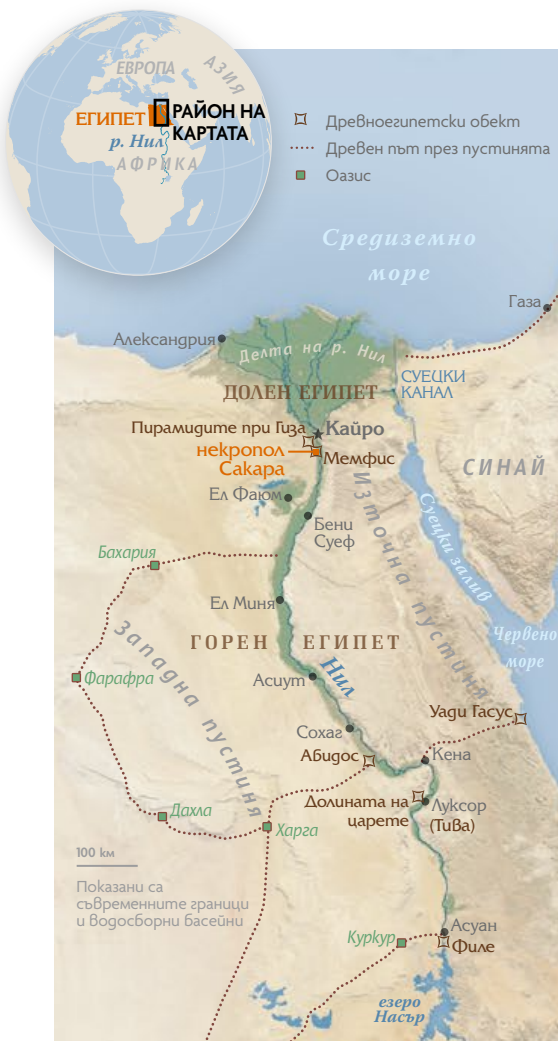 ЕВРОПА
АЗИЯ
ЕГИПЕТ
РАЙОН НА
КАРТАТА
р. Нил
АФРИКА
Древноегипетски обект
Древен път през пустинята
Оазис
Средиземно
море
Газа
Александрия
Делта на р. Нил
СУЕЦКИ
КАНАЛ
ДОЛЕН ЕГИПЕТ
Пирамидите при Гиза
Кайро
некропол
Сакара
Мемфис
СИНАЙ
Ел Фаюм
Източна пустиня
Бени
Суеф
Суецки залив
Бахария
Ел Миня
Западна пустиня
ГОРЕН ЕГИПЕТ
Червено
море
Нил
Фарафра
Асиут
Уади Гасус
Сохаг
Абидос
Кена
Долината на
царете
Луксор
(Тива)
Дахла
Харга
100 км
Показани са
съвременните граници
и водосборни басейни
Асуан
Куркур
Филе
езеро
Насър